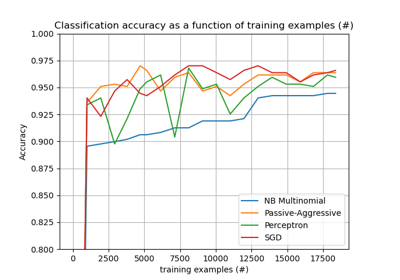 Classification accuracy as a function of training examples (#)
1.000
0.975
0.950
0.925
0.900
0.875
0.850
0.825
0.800
Accuracy
NB Multinomial
Passive-Aggressive
Perceptron
SGD
0 2500 5000 7500 10000 12500 15000 17500
training examples (#)